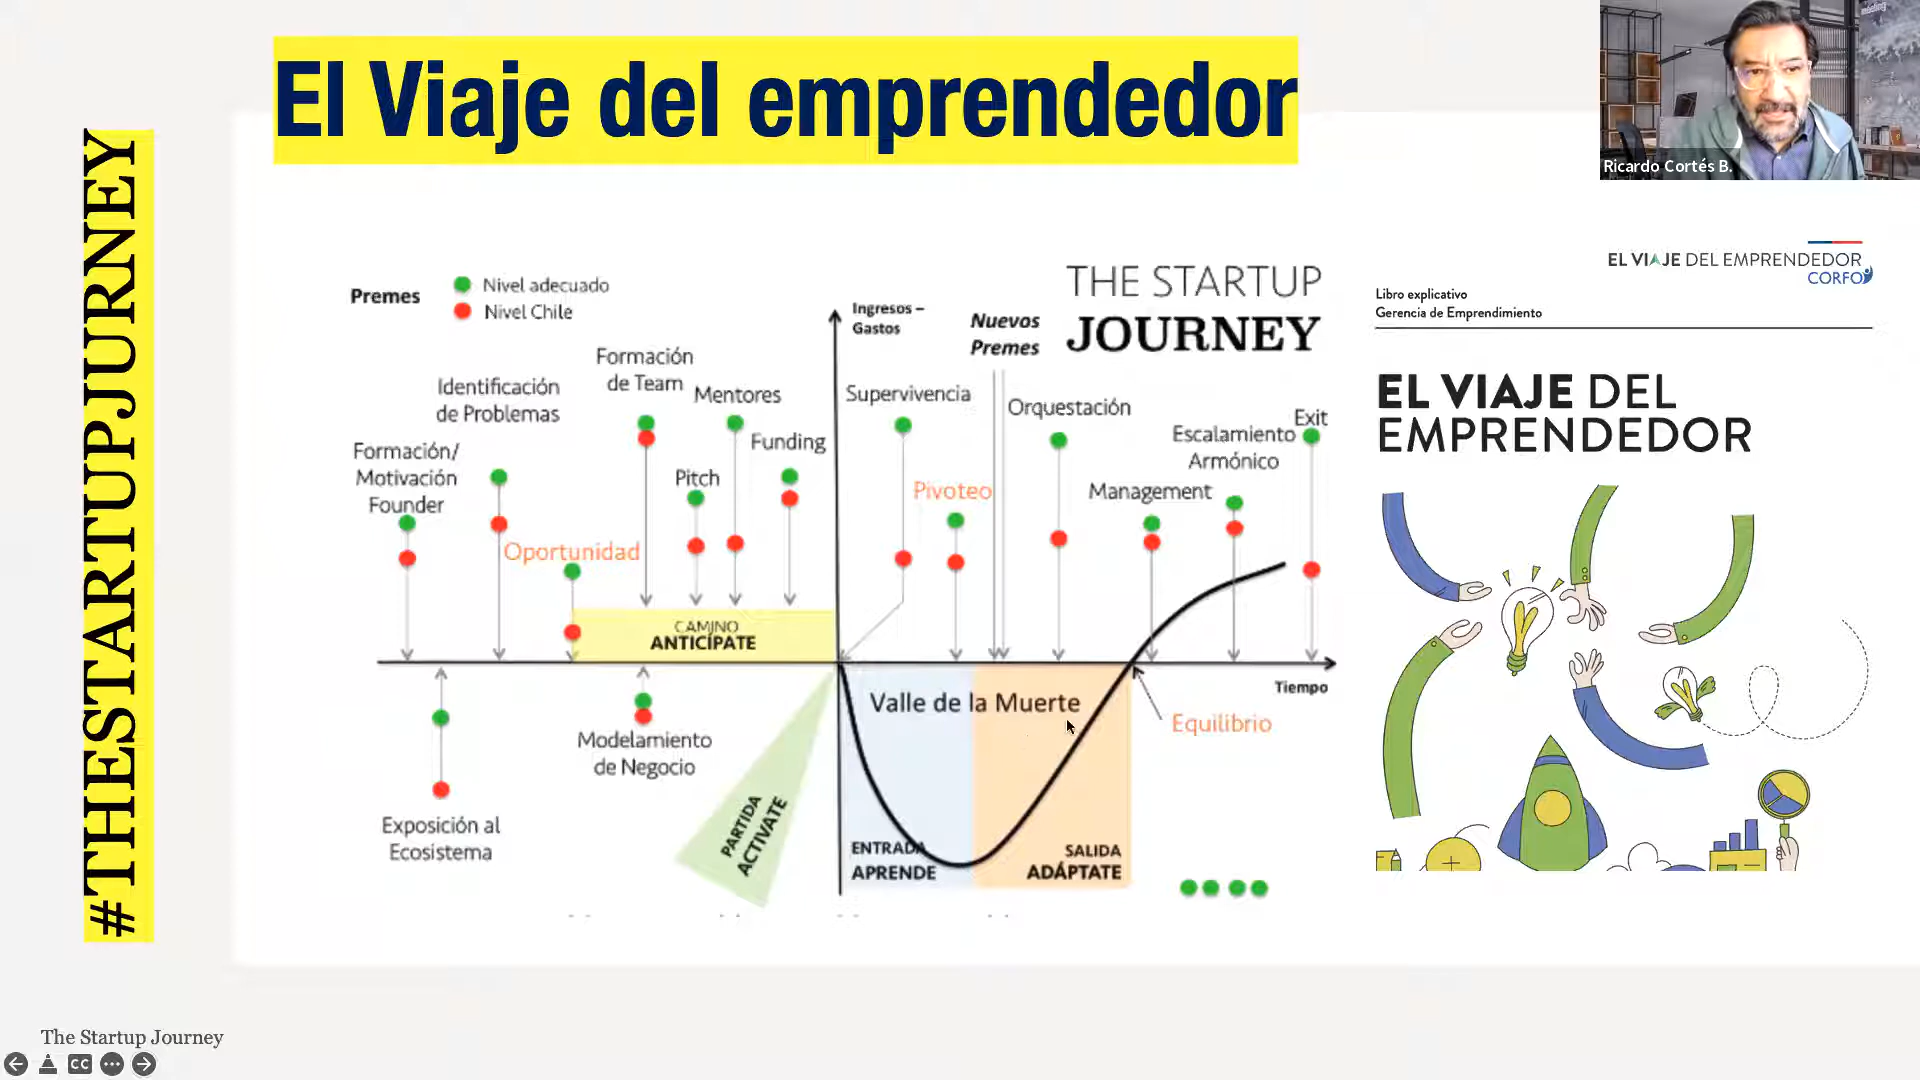 El Viaje del emprendedor
#THESTARTUPJURNEY
Ricardo Cortés B.
Premes
Nivel adecuado
Nivel Chile
Ingresos –
Gastos
Nuevos
Premes
THE STARTUP
JOURNEY
Formación/
Motivación
Founder
Identificación
de Problemas
Oportunidad
Formación
de Team
Pitch
Mentores
Funding
Supervivencia
Pivoteo
Orquestación
Management
Escalamiento
Armónico
Exit
CAMINO
ANTICÍPATE
Tiempo
Exposición al
Ecosistema
Modelamiento
de Negocio
PARTIDA
ACTIVATE
Valle de la Muerte
Equilibrio
ENTRADA
APRENDE
SALIDA
ADÁPTATE
EL VIAJE DEL EMPRENDEDOR
CORFO
Libro explicativo
Gerencia de Emprendimiento
EL VIAJE DEL
EMPRENDEDOR
The Startup Journey
CC